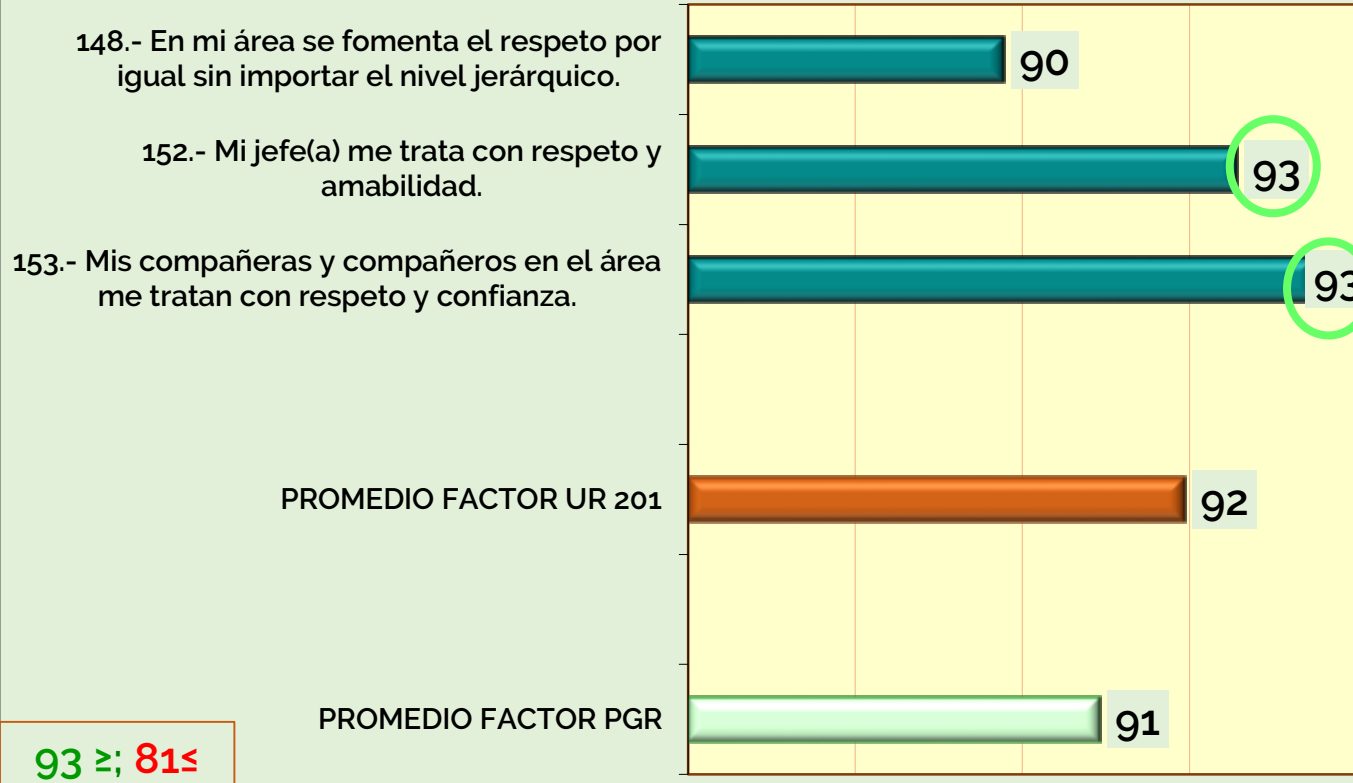 148.- En mi área se fomenta el respeto por
igual sin importar el nivel jerárquico.
90
152.- Mi jefe(a) me trata con respeto y
amabilidad.
93
153.- Mis compañeras y compañeros en el área
me tratan con respeto y confianza.
93
PROMEDIO FACTOR UR 201
92
PROMEDIO FACTOR PGR
91
93 ≥; 81≤